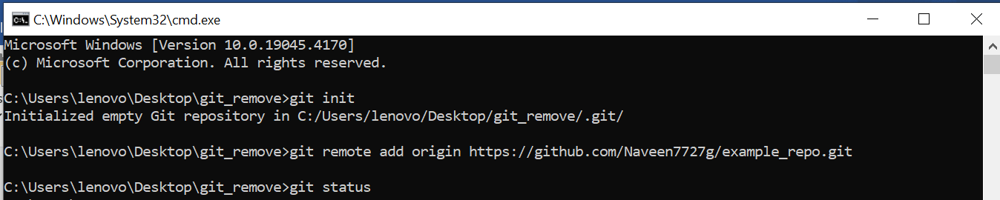 C:\Windows\System32\cmd.exe
Microsoft Windows [Version 10.0.19045.4170]
(c) Microsoft Corporation. All rights reserved.
C:\Users\lenovo\Desktop\git_remove>git init
Initialized empty Git repository in C:/Users/lenovo/Desktop/git_remove/.git/
C:\Users\lenovo\Desktop\git_remove>git remote add origin https://github.com/Naveen7727g/example_repo.git
C:\Users\lenovo\Desktop\git_remove>git status